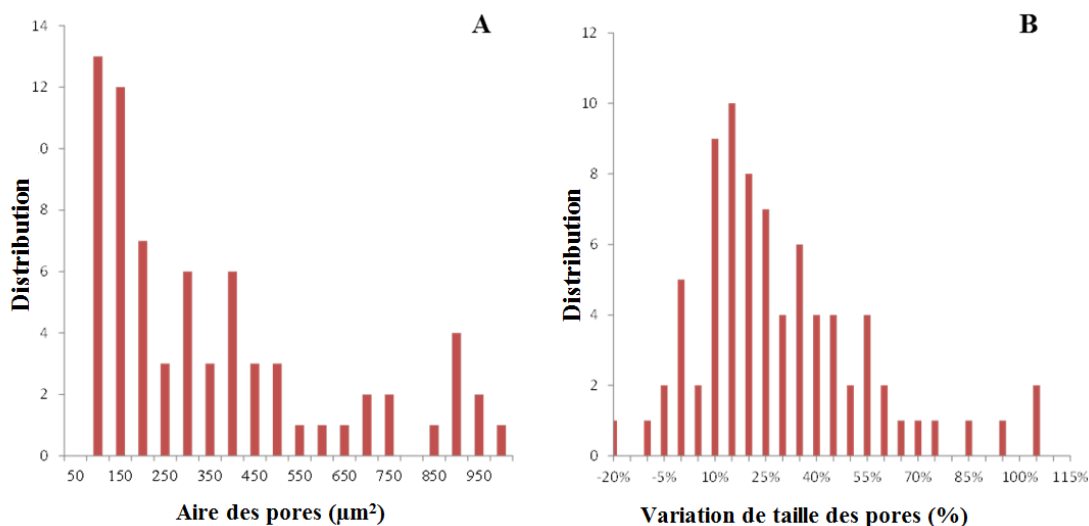 A
14
12
0
8
6
4
2
0
Distribution
50 150 250 350 450 550 650 750 850 950
Aire des pores (µm²)
B
12
10
8
6
4
2
0
Distribution
-20% -5% 10% 25% 40% 55% 70% 85% 100% 115%
Variation de taille des pores (%)